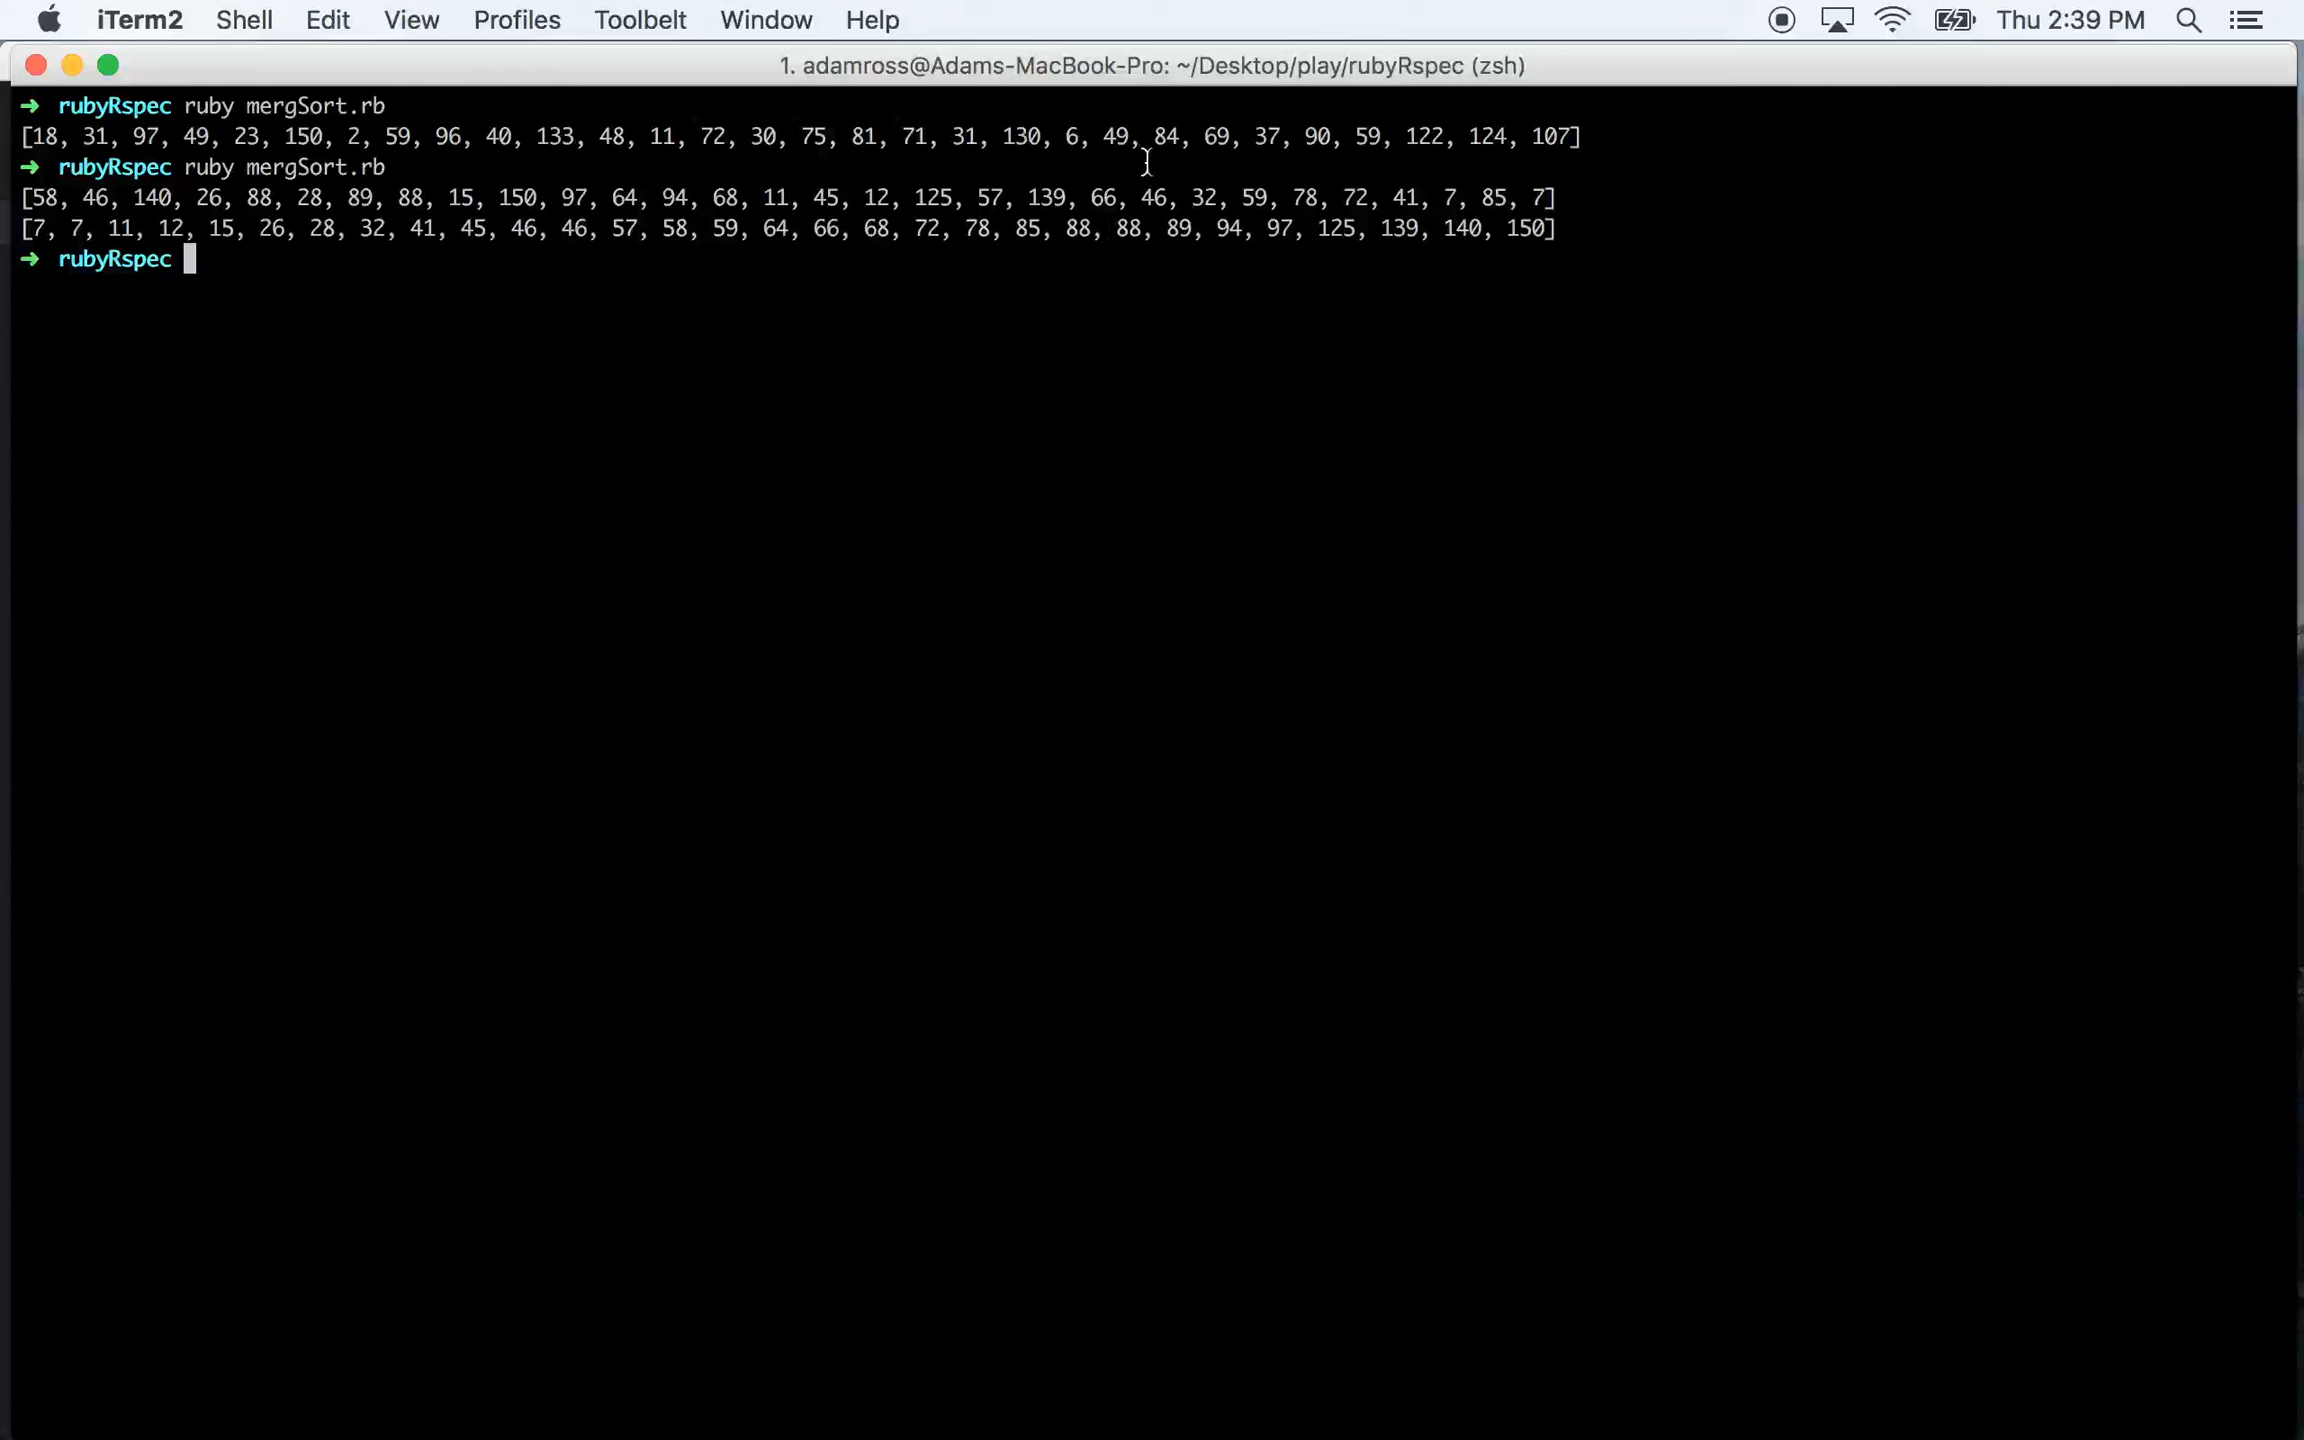 iTerm2 Shell Edit View Profiles Toolbelt Window Help Thu 2:39 PM
1. adamross@Adams-MacBook-Pro: ~/Desktop/play/rubyRspec (zsh)
➜ rubyRspec ruby mergSort.rb
[18, 31, 97, 49, 23, 150, 2, 59, 96, 40, 133, 48, 11, 72, 30, 75, 81, 71, 31, 130, 6, 49, 84, 69, 37, 90, 59, 122, 124, 107]
➜ rubyRspec ruby mergSort.rb
[58, 46, 140, 26, 88, 28, 89, 88, 15, 150, 97, 64, 94, 68, 11, 45, 12, 125, 57, 139, 66, 46, 32, 59, 78, 72, 41, 7, 85, 7]
[7, 7, 11, 12, 15, 26, 28, 32, 41, 45, 46, 46, 57, 58, 59, 64, 66, 68, 72, 78, 85, 88, 88, 89, 94, 97, 125, 139, 140, 150]
➜ rubyRspec